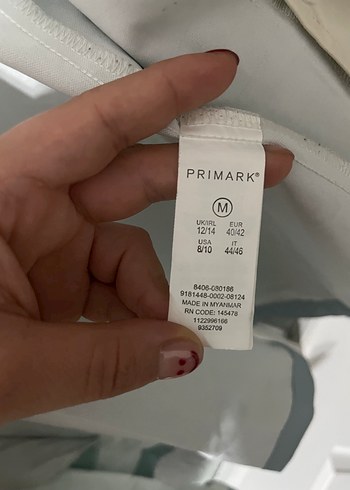 PRIMARK®
M
UK/IRL EUR
12/14 40/42
USA IT
8/10 44/46
8406-080186
9181448-0002-08124
MADE IN MYANMAR
RN CODE: 145478
1122996166
9352709